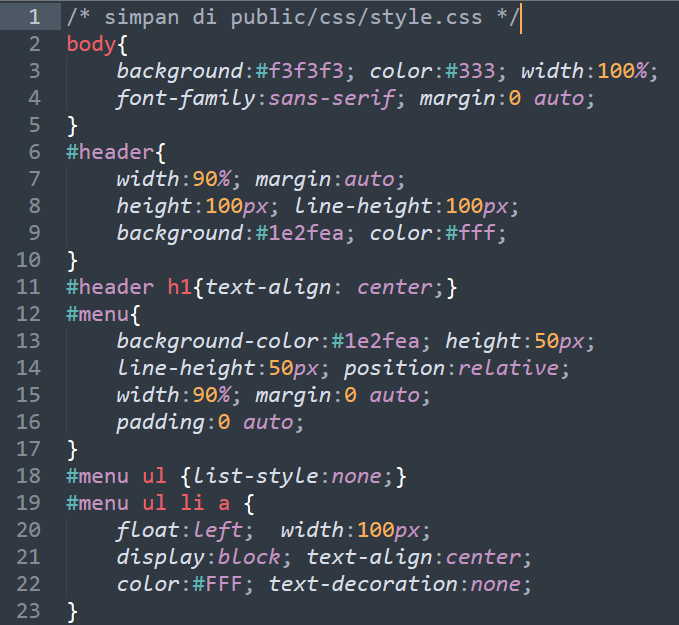 1 /* simpan di public/css/style.css */
2 body{
3 background:#f3f3f3; color:#333; width:100%;
4 font-family:sans-serif; margin:0 auto;
5 }
6 #header{
7 width:90%; margin:auto;
8 height:100px; line-height:100px;
9 background:#1e2fea; color:#fff;
10 }
11 #header h1{text-align: center;}
12 #menu{
13 background-color:#1e2fea; height:50px;
14 line-height:50px; position:relative;
15 width:90%; margin:0 auto;
16 padding:0 auto;
17 }
18 #menu ul {list-style:none;}
19 #menu ul li a {
20 float:left;  width:100px;
21 display:block; text-align:center;
22 color:#FFF; text-decoration:none;
23 }